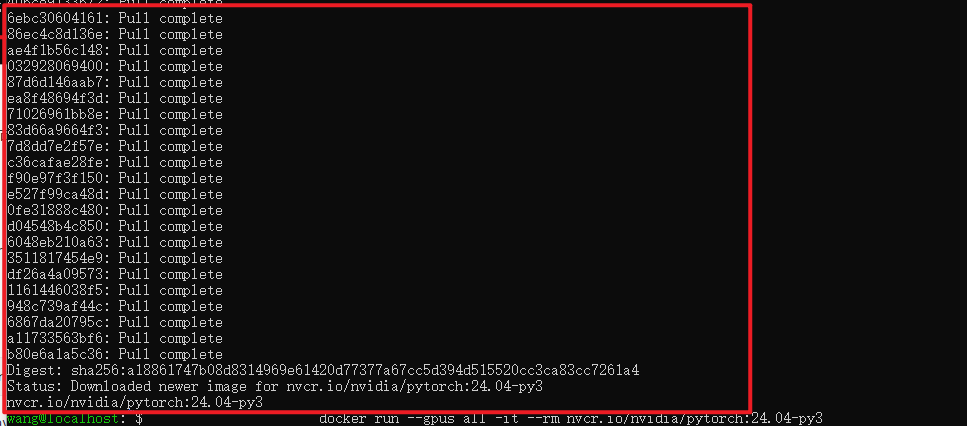 6ebc30604161: Pull complete
86ec4c8d136e: Pull complete
ae4f1b56c148: Pull complete
032928069400: Pull complete
87d6d146aab7: Pull complete
ea8f48694f3d: Pull complete
71026961bb8e: Pull complete
83d66a9664f3: Pull complete
7d8dd7e2f57e: Pull complete
c36cafae28fe: Pull complete
f90e97f3f150: Pull complete
e527f99ca48d: Pull complete
0fe31888c480: Pull complete
d04548b4c850: Pull complete
6048eb210a63: Pull complete
3511817454e9: Pull complete
df26a4a09573: Pull complete
1161446038f5: Pull complete
948c739af44c: Pull complete
6867da20795c: Pull complete
a11733563bf6: Pull complete
b80e6a1a5c36: Pull complete
Digest: sha256:a18861747b08d8314969e61420d77377a67cc5d394d515520cc3ca83cc7261a4
Status: Downloaded newer image for nvcr.io/nvidia/pytorch:24.04-py3
nvcr.io/nvidia/pytorch:24.04-py3
wang@localhost: $ docker run --gpus all -it --rm nvcr.io/nvidia/pytorch:24.04-py3